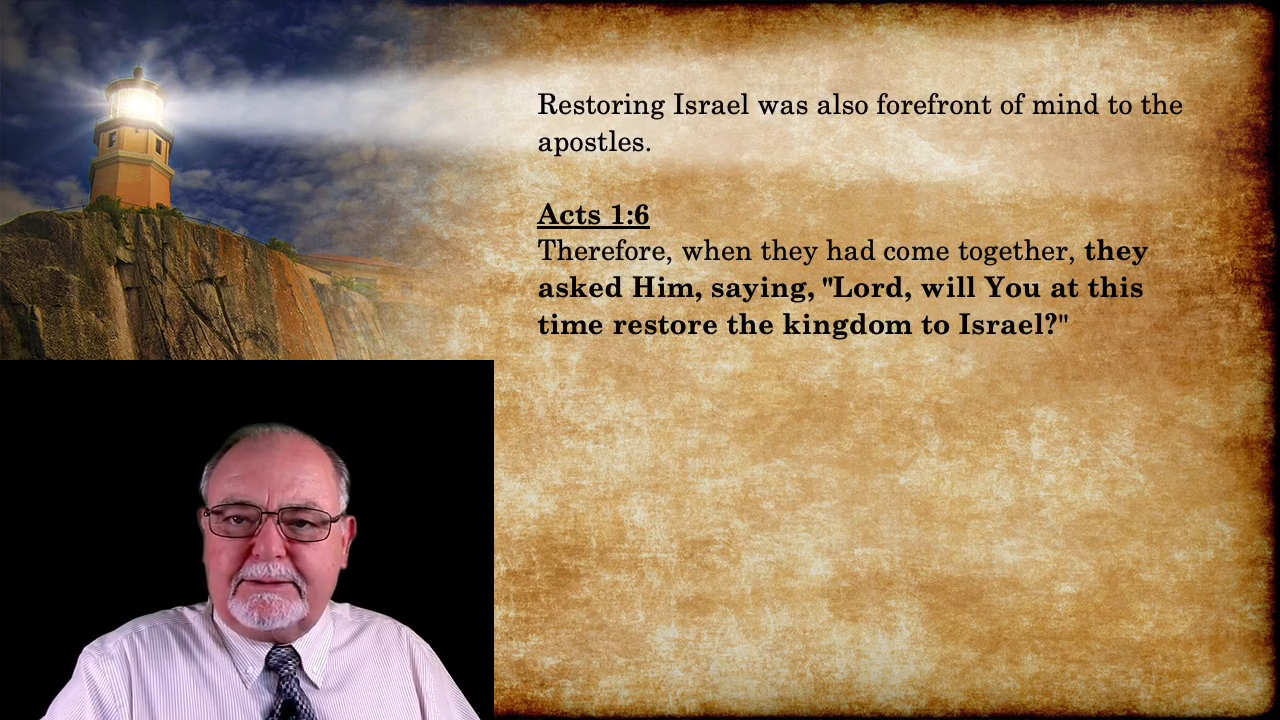 Restoring Israel was also forefront of mind to the
apostles.
Acts 1:6
Therefore, when they had come together, they
asked Him, saying, "Lord, will You at this
time restore the kingdom to Israel?"